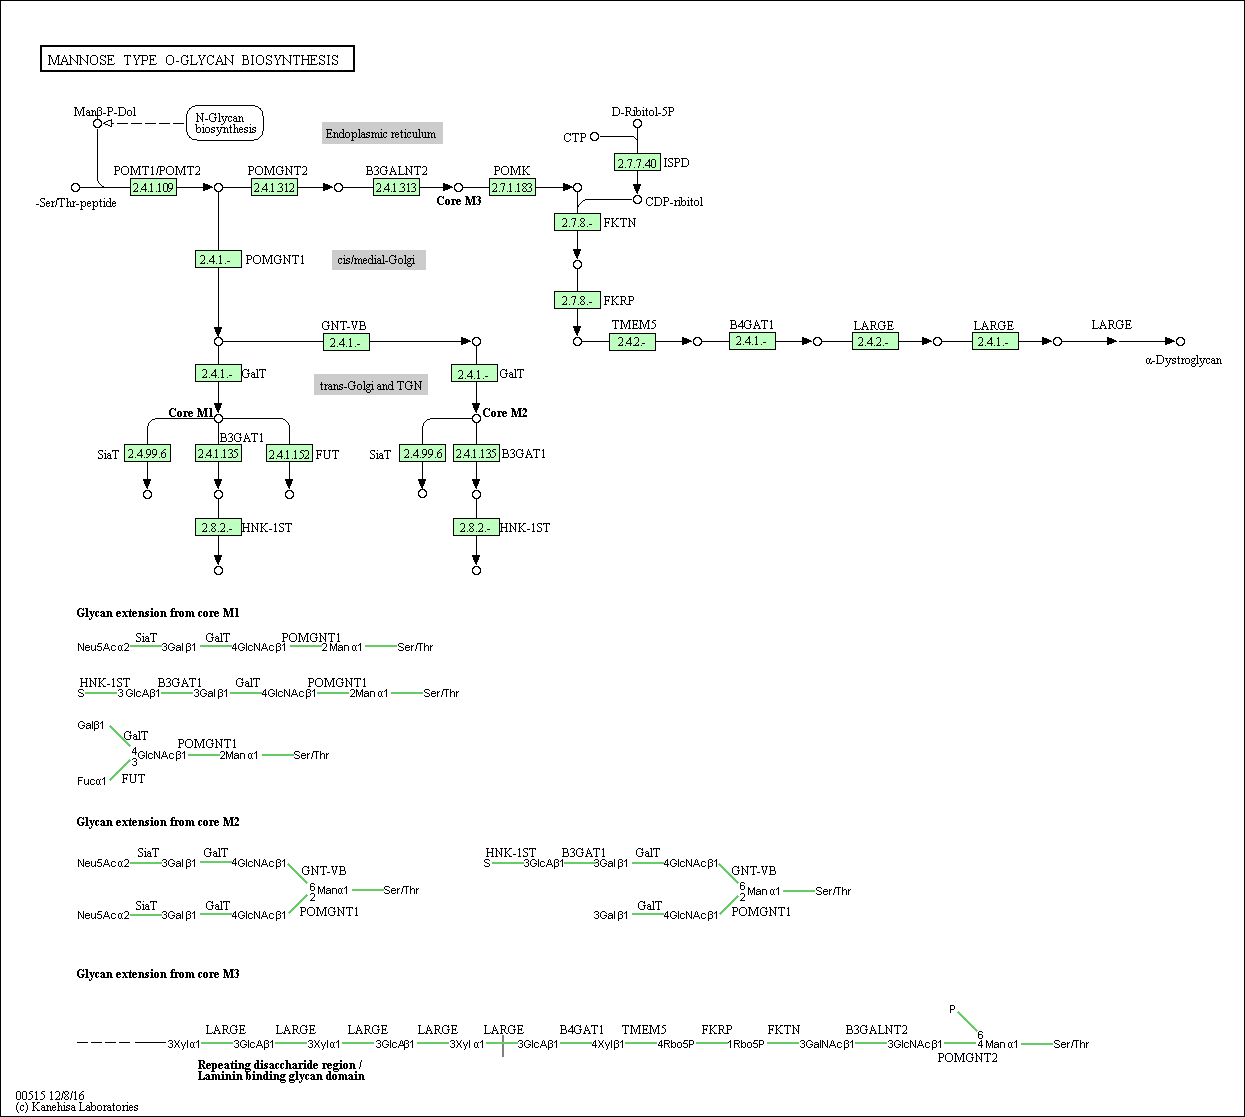 MANNOSE TYPE O-GLYCAN BIOSYNTHESIS
Manβ-P-Dol
N-Glycan
biosynthesis
Endoplasmic reticulum
D-Ribitol-5P
CTP
2.7.7.40 ISPD
POMT1/POMT2
POMGNT2
B3GALNT2
POMK
2.4.1.109
2.4.1.312
2.4.1.313
2.7.1.183
-Ser/Thr-peptide
Core M3
CDP-ribitol
2.7.8.- FKTN
2.4.1.- POMGNT1
cis/medial-Golgi
2.7.8.- FKRP
GNT-VB
TMEM5
B4GAT1
LARGE
LARGE
LARGE
2.4.1.-
2.4.2.-
2.4.1.-
2.4.2.-
2.4.1.-
α-Dystroglycan
2.4.1.- GalT
trans-Golgi and TGN
2.4.1.- GalT
Core M1
Core M2
B3GAT1
SiaT 2.4.99.6
2.4.1.135
2.4.1.152 FUT
SiaT 2.4.99.6
2.4.1.135 B3GAT1
2.8.2.- HNK-1ST
2.8.2.- HNK-1ST
Glycan extension from core M1
SiaT GalT POMGNT1
Neu5Acα2 3Galβ1 4GlcNAcβ1 2Manα1 Ser/Thr
HNK-1ST B3GAT1 GalT POMGNT1
S 3GlcAβ1 3Galβ1 4GlcNAcβ1 2Manα1 Ser/Thr
Galβ1
GalT
POMGNT1
4
GlcNAcβ1 2Manα1 Ser/Thr
3
Fucα1 FUT
Glycan extension from core M2
SiaT GalT
Neu5Acα2 3Galβ1 4GlcNAcβ1
GNT-VB
6
Manα1 Ser/Thr
2
POMGNT1
SiaT GalT
Neu5Acα2 3Galβ1 4GlcNAcβ1
HNK-1ST B3GAT1 GalT
S 3GlcAβ1 3Galβ1 4GlcNAcβ1
GNT-VB
6
Manα1 Ser/Thr
2
POMGNT1
GalT
3Galβ1 4GlcNAcβ1
Glycan extension from core M3
P
LARGE LARGE LARGE LARGE LARGE B4GAT1 TMEM5 FKRP FKTN B3GALNT2
6
3Xylα1 3GlcAβ1 3Xylα1 3GlcAβ1 3Xylα1 3GlcAβ1 4Xylβ1 4Rbo5P 1Rbo5P 3GalNAcβ1 3GlcNAcβ1 4 Manα1 Ser/Thr
POMGNT2
Repeating disaccharide region /
Laminin binding glycan domain
00515 12/8/16
(c) Kanehisa Laboratories